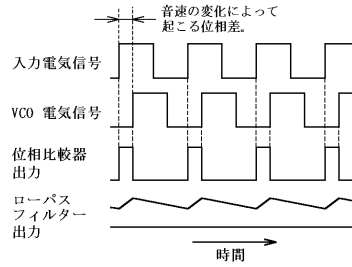 音速の変化によって
起こる位相差。
入力電気信号
VCO 電気信号
位相比較器
出力
ローパス
フィルター
出力
時間